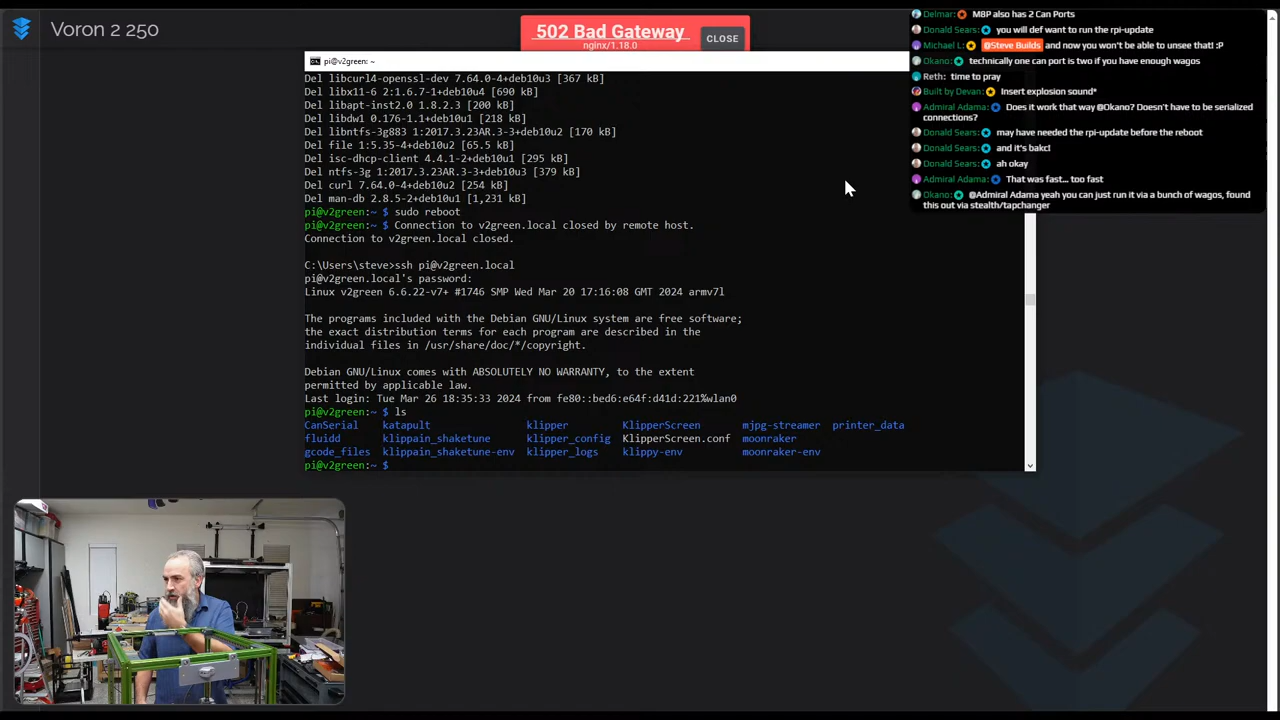 Voron 2 250
502 Bad Gateway
nginx/1.18.0
CLOSE
pi@v2green: ~
Del libcurl4-openssl-dev 7.64.0-4+deb10u3 [367 kB]
Del libx11-6 2:1.6.7-1+deb10u4 [690 kB]
Del libapt-inst2.0 1.8.2.3 [200 kB]
Del libdw1 0.176-1.1+deb10u1 [218 kB]
Del libntfs-3g883 1:2017.3.23AR.3-3+deb10u2 [170 kB]
Del file 1:5.35-4+deb10u2 [65.5 kB]
Del isc-dhcp-client 4.4.1-2+deb10u1 [295 kB]
Del ntfs-3g 1:2017.3.23AR.3-3+deb10u3 [379 kB]
Del curl 7.64.0-4+deb10u2 [254 kB]
Del man-db 2.8.5-2+deb10u1 [1,231 kB]
pi@v2green:~ $ sudo reboot
pi@v2green:~ $ Connection to v2green.local closed by remote host.
Connection to v2green.local closed.
C:\Users\steve>ssh pi@v2green.local
pi@v2green.local's password:
Linux v2green 6.6.22-v7+ #1746 SMP Wed Mar 20 17:16:08 GMT 2024 armv7l
The programs included with the Debian GNU/Linux system are free software;
the exact distribution terms for each program are described in the
individual files in /usr/share/doc/*/copyright.
Debian GNU/Linux comes with ABSOLUTELY NO WARRANTY, to the extent
permitted by applicable law.
Last login: Tue Mar 26 18:35:33 2024 from fe80::bed6:e64f:d41d:221%wlan0
pi@v2green:~ $ ls
CanSerial katapult klipper KlipperScreen mjpg-streamer printer_data
fluidd klippain_shaketune klipper_config KlipperScreen.conf moonraker
gcode_files klippain_shaketune-env klipper_logs klippy-env moonraker-env
pi@v2green:~ $
Delmar: M8P also has 2 Can Ports
Donald Sears: you will def want to run the rpi-update
Michael L: @Steve Builds and now you won't be able to unsee that! :P
Okano: technically one can port is two if you have enough wagos
Reth: time to pray
Built by Devan: Insert explosion sound*
Admiral Adama: Does it work that way @Okano? Doesn't have to be serialized
connections?
Donald Sears: may have needed the rpi-update before the reboot
Donald Sears: and it's bakc!
Donald Sears: ah okay
Admiral Adama: That was fast... too fast
Okano: @Admiral Adama yeah you can just run it via a bunch of wagos, found
this out via stealth/tapchanger